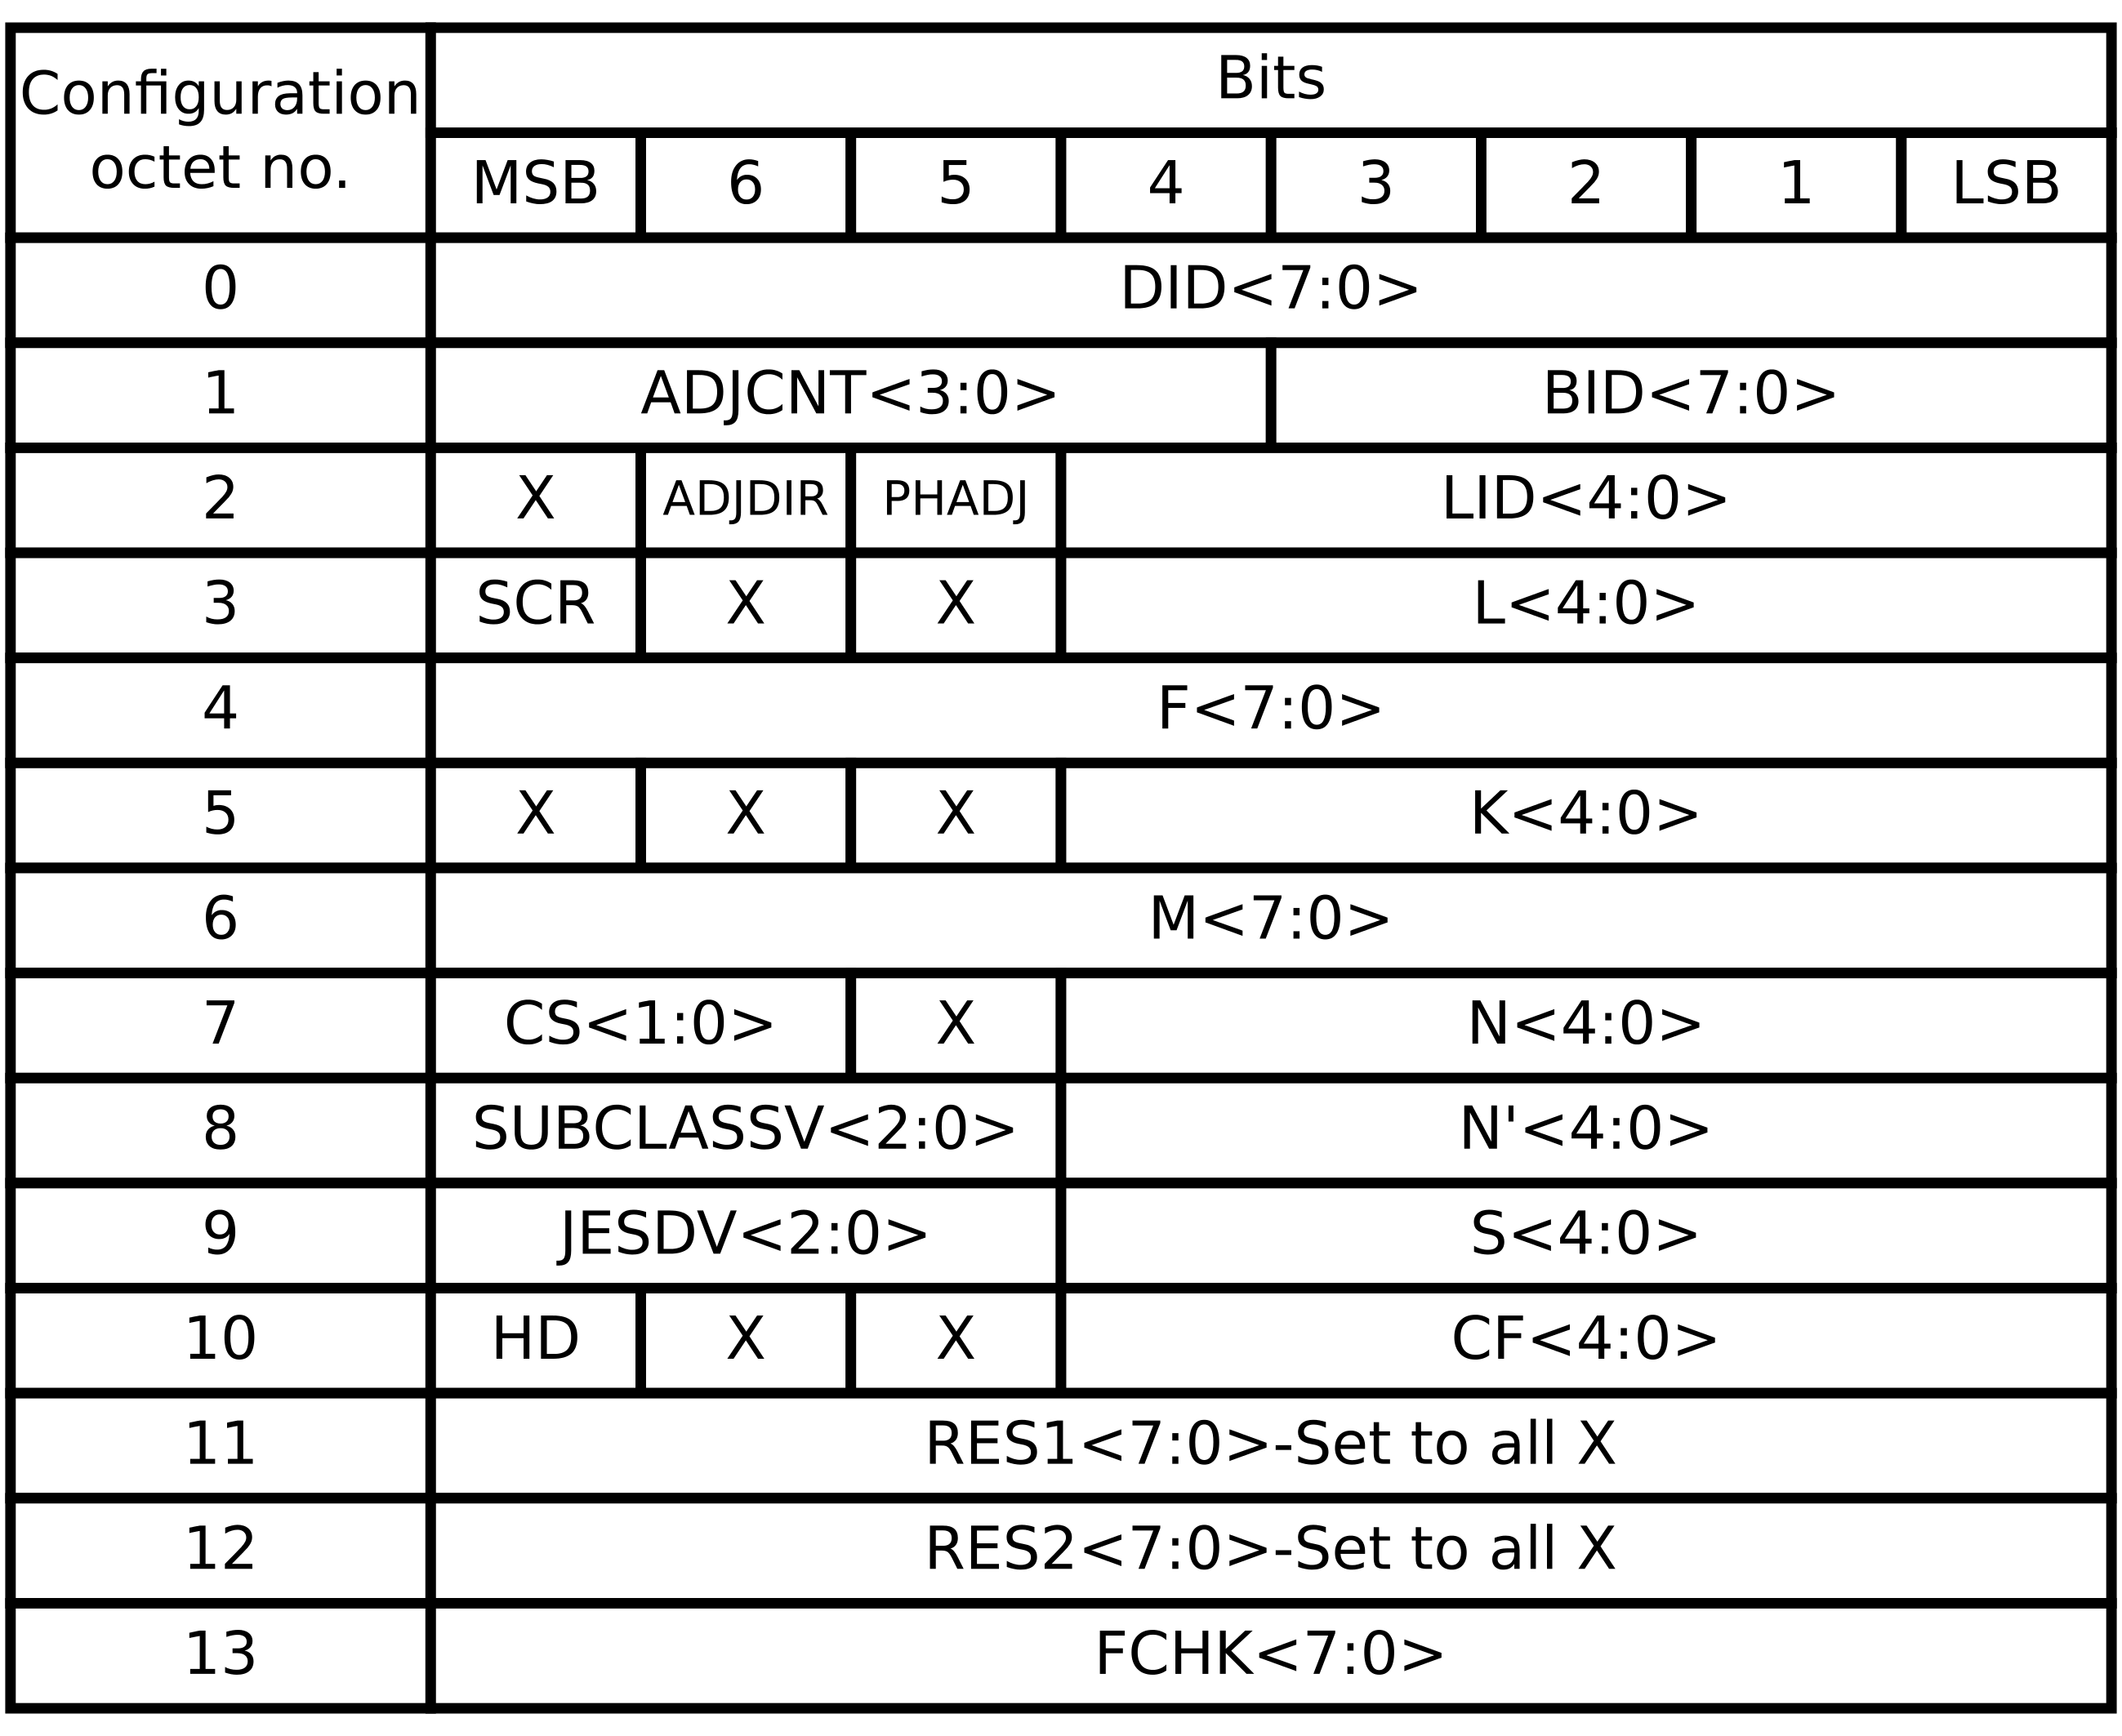 Configuration
octet no.
Bits
MSB 6 5 4 3 2 1 LSB
0 DID<7:0>
1 ADJCNT<3:0> BID<7:0>
2 X ADJDIR PHADJ LID<4:0>
3 SCR X X L<4:0>
4 F<7:0>
5 X X X K<4:0>
6 M<7:0>
7 CS<1:0> X N<4:0>
8 SUBCLASSV<2:0> N'<4:0>
9 JESDV<2:0> S<4:0>
10 HD X X CF<4:0>
11 RES1<7:0>-Set to all X
12 RES2<7:0>-Set to all X
13 FCHK<7:0>